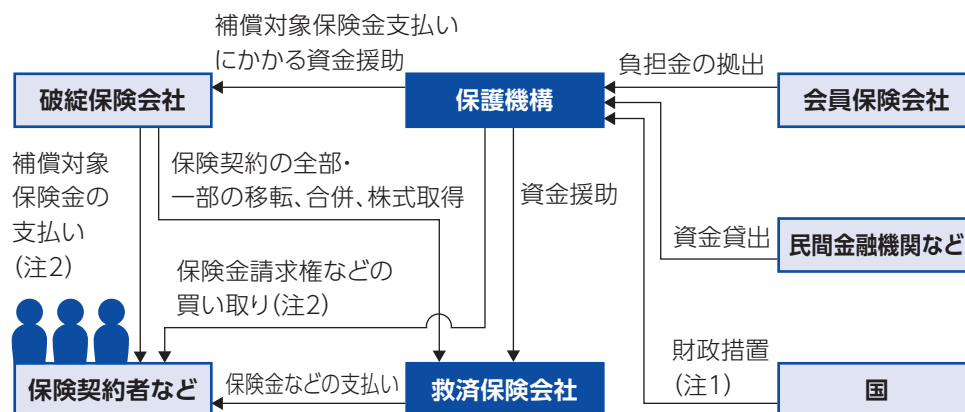 補償対象保険金支払い
にかかる資金援助
負担金の拠出
破綻保険会社
保護機構
会員保険会社
補償対象
保険金の
支払い
(注2)
保険契約の全部・
一部の移転、合併、株式取得
資金援助
資金貸出
民間金融機関など
保険金請求権などの
買い取り(注2)
財政措置
(注1)
保険契約者など
保険金などの支払い
救済保険会社
国